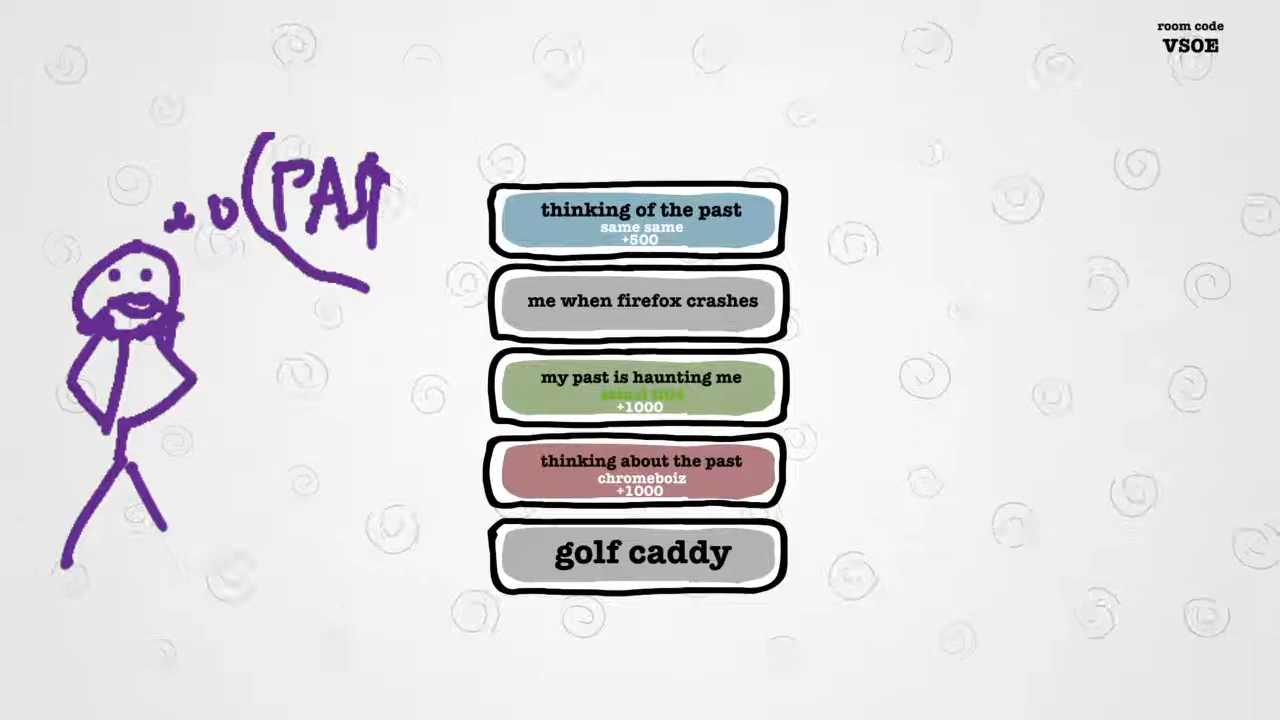 room code
VSOE
PAST
thinking of the past
same same
+500
me when firefox crashes
my past is haunting me
+1000
thinking about the past
chromeboiz
+1000
golf caddy